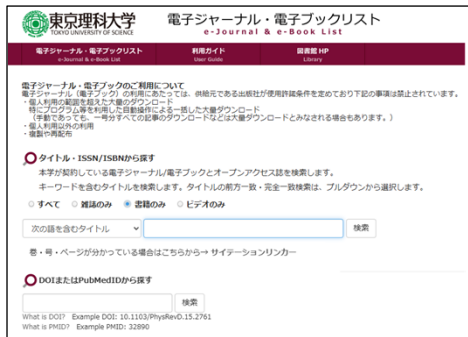 東京理科大学
TOKYO UNIVERSITY OF SCIENCE
電子ジャーナル・電子ブックリスト
e-Journal & e-Book List
電子ジャーナル・電子ブックリスト
e-Journal & e-Book List
利用ガイド
User Guide
図書館 HP
Library
電子ジャーナル・電子ブックのご利用について
電子ジャーナル（電子ブック）の利用にあたっては、供給元である出版社が使用許諾条件を定めており下記の事項は禁止されています。
・個人利用の範囲を超えた大量のダウンロード
特にプログラム等を利用した自動操作による一括した大量ダウンロード
（手動であっても、一号分すべての記事のダウンロードなどは大量ダウンロードとみなされる場合もあります。）
・個人利用以外の利用
・複製や再配布
タイトル・ISSN/ISBNから探す
本学が契約している電子ジャーナル/電子ブックとオープンアクセス誌を検索します。
キーワードを含むタイトルを検索します。タイトルの前方一致・完全一致検索は、プルダウンから選択します。
すべて 雑誌のみ 書籍のみ ビデオのみ
次の語を含むタイトル 検索
巻・号・ページが分かっている場合はこちらから→ サイテーションリンカー
DOIまたはPubMedIDから探す
検索
What is DOI? Example DOI: 10.1103/PhysRevD.15.2761
What is PMID? Example PMID: 32890